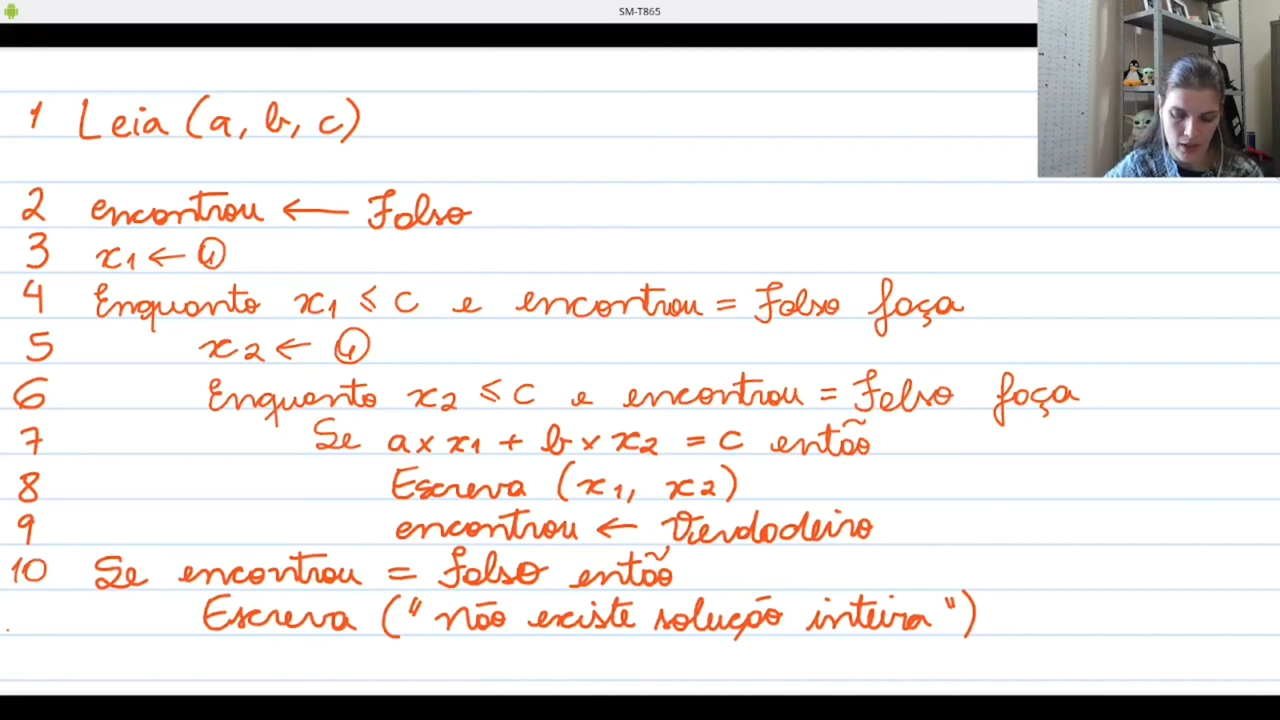 SM-T865
1 Leia (a, b, c)
2 encontrou ← Falso
3 x1 ← 1
4 Enquanto x1 ≤ c e encontrou = Falso faça
5 x2 ← 1
6 Enquanto x2 ≤ c e encontrou = Falso faça
7 Se a × x1 + b × x2 = c então
8 Escreva (x1, x2)
9 encontrou ← Verdadeiro
10 Se encontrou = Falso então
Escreva ("não existe solução inteira")